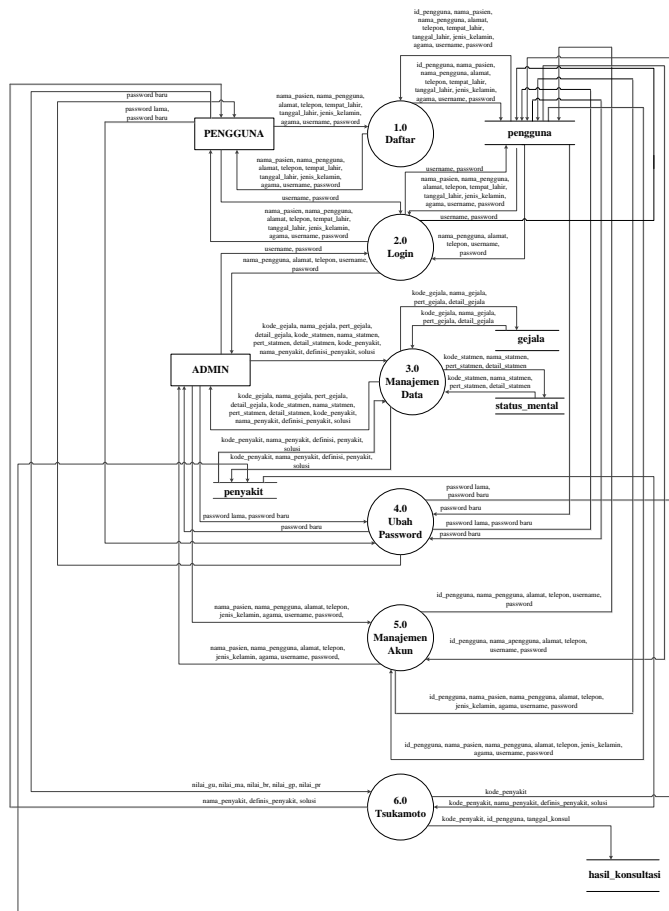 id_pengguna, nama_pasien,
nama_pengguna, alamat,
telepon, tempat_lahir,
tanggal_lahir, jenis_kelamin,
agama, username, password
id_pengguna, nama_pasien,
nama_pengguna, alamat,
telepon, tempat_lahir,
tanggal_lahir, jenis_kelamin,
agama, username, password
password baru
password lama,
password baru
nama_pasien, nama_pengguna,
alamat, telepon, tempat_lahir,
tanggal_lahir, jenis_kelamin,
agama, username, password
PENGGUNA
1.0
Daftar
pengguna
nama_pasien, nama_pengguna,
alamat, telepon, tempat_lahir,
tanggal_lahir, jenis_kelamin,
agama, username, password
username, password
nama_pasien, nama_pengguna,
alamat, telepon, tempat_lahir,
tanggal_lahir, jenis_kelamin,
agama, username, password
username, password
username, password
nama_pasien, nama_pengguna,
alamat, telepon, tempat_lahir,
tanggal_lahir, jenis_kelamin,
agama, username, password
2.0
Login
nama_pengguna, alamat,
telepon, username,
password
username, password
nama_pengguna, alamat, telepon, username,
password
kode_gejala, nama_gejala,
pert_gejala, detail_gejala
kode_gejala, nama_gejala,
pert_gejala, detail_gejala
gejala
kode_gejala, nama_gejala, pert_gejala,
detail_gejala, kode_statmen, nama_statmen,
pert_statmen, detail_statmen, kode_penyakit,
nama_penyakit, definisi_penyakit, solusi
ADMIN
3.0
Manajemen
Data
kode_statmen, nama_statmen,
pert_statmen, detail_statmen
kode_statmen, nama_statmen,
pert_statmen, detail_statmen
status_mental
kode_gejala, nama_gejala, pert_gejala,
detail_gejala, kode_statmen, nama_statmen,
pert_statmen, detail_statmen, kode_penyakit,
nama_penyakit, definisi_penyakit, solusi
kode_penyakit, nama_penyakit, definisi, penyakit,
solusi
kode_penyakit, nama_penyakit, definisi, penyakit,
solusi
penyakit
4.0
Ubah
Password
password lama,
password baru
password baru
password lama, password baru
password baru
password lama, password baru
password baru
nama_pasien, nama_pengguna, alamat, telepon,
jenis_kelamin, agama, username, password,
nama_pasien, nama_pengguna, alamat, telepon,
jenis_kelamin, agama, username, password,
5.0
Manajemen
Akun
id_pengguna, nama_pengguna, alamat, telepon, username,
password
id_pengguna, nama_apengguna, alamat, telepon,
username, password
id_pengguna, nama_pasien, nama_pengguna, alamat, telepon,
jenis_kelamin, agama, username, password
id_pengguna, nama_pasien, nama_pengguna, alamat, telepon, jenis_kelamin,
agama, username, password
nilai_gu, nilai_ma, nilai_br, nilai_gp, nilai_pr
nama_penyakit, definis_penyakit, solusi
6.0
Tsukamoto
kode_penyakit
kode_penyakit, nama_penyakit, definis_penyakit, solusi
kode_penyakit, id_pengguna, tanggal_konsul
hasil_konsultasi